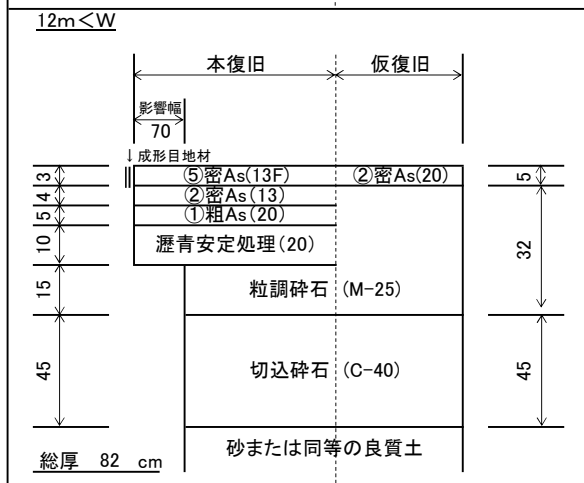 12m<W
本復旧
仮復旧
影響幅
70
↓成形目地材
3
⑤密As(13F)
②密As(20)
5
4
②密As(13)
5
①粗As(20)
10
瀝青安定処理(20)
32
15
粒調砕石 (M-25)
45
切込砕石 (C-40)
45
砂または同等の良質土
総厚 82 cm